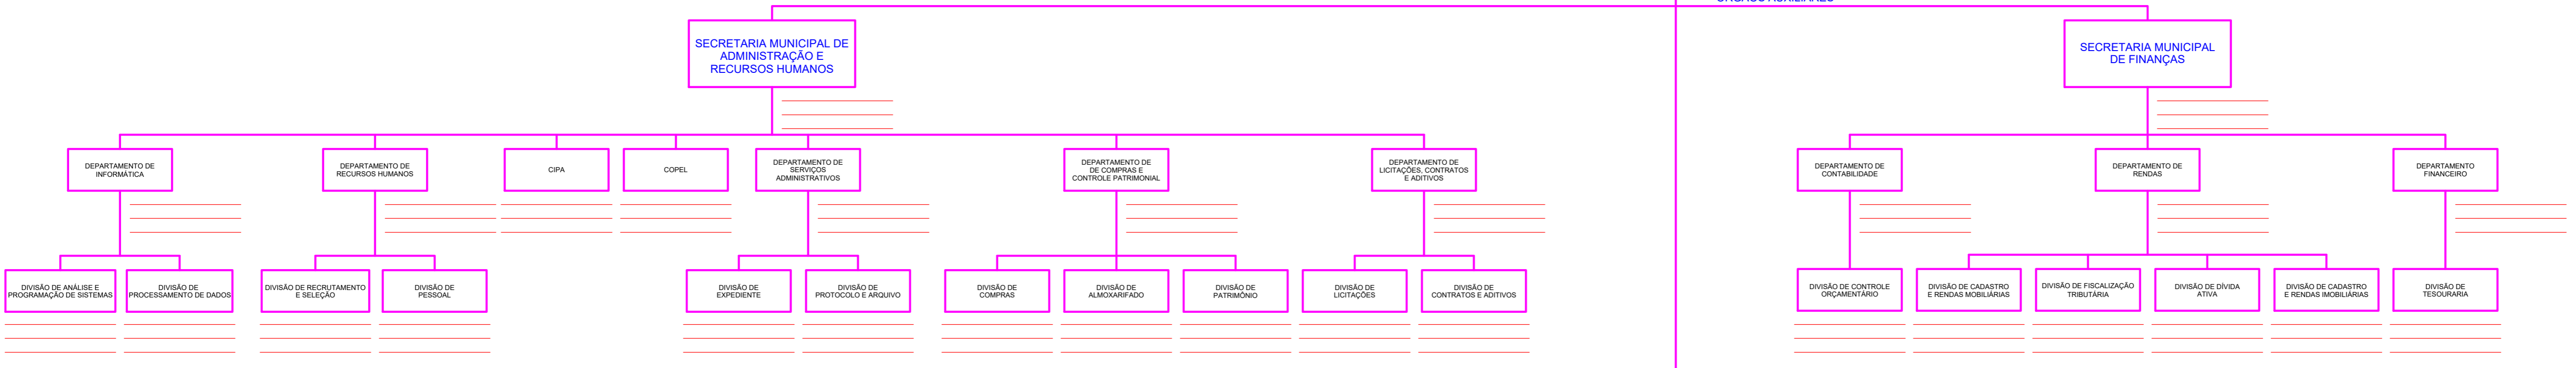 ÓRGÃOS AUXILIARES
SECRETARIA MUNICIPAL DE
ADMINISTRAÇÃO E
RECURSOS HUMANOS
SECRETARIA MUNICIPAL
DE FINANÇAS
DEPARTAMENTO DE
INFORMÁTICA
DEPARTAMENTO DE
RECURSOS HUMANOS
CIPA
COPEL
DEPARTAMENTO DE
SERVIÇOS
ADMINISTRATIVOS
DEPARTAMENTO DE
DE COMPRAS E
CONTROLE PATRIMONIAL
DEPARTAMENTO DE
LICITAÇÕES, CONTRATOS
E ADITIVOS
DEPARTAMENTO DE
CONTABILIDADE
DEPARTAMENTO DE
RENDAS
DEPARTAMENTO
FINANCEIRO
DIVISÃO DE ANÁLISE E
PROGRAMAÇÃO DE SISTEMAS
DIVISÃO DE
PROCESSAMENTO DE DADOS
DIVISÃO DE RECRUTAMENTO
E SELEÇÃO
DIVISÃO DE
PESSOAL
DIVISÃO DE
EXPEDIENTE
DIVISÃO DE
PROTOCOLO E ARQUIVO
DIVISÃO DE
COMPRAS
DIVISÃO DE
ALMOXARIFADO
DIVISÃO DE
PATRIMÔNIO
DIVISÃO DE
LICITAÇÕES
DIVISÃO DE
CONTRATOS E ADITIVOS
DIVISÃO DE CONTROLE
ORÇAMENTÁRIO
DIVISÃO DE CADASTRO
E RENDAS MOBILIÁRIAS
DIVISÃO DE FISCALIZAÇÃO
TRIBUTÁRIA
DIVISÃO DE DÍVIDA
ATIVA
DIVISÃO DE CADASTRO
E RENDAS IMOBILIÁRIAS
DIVISÃO DE
TESOURARIA